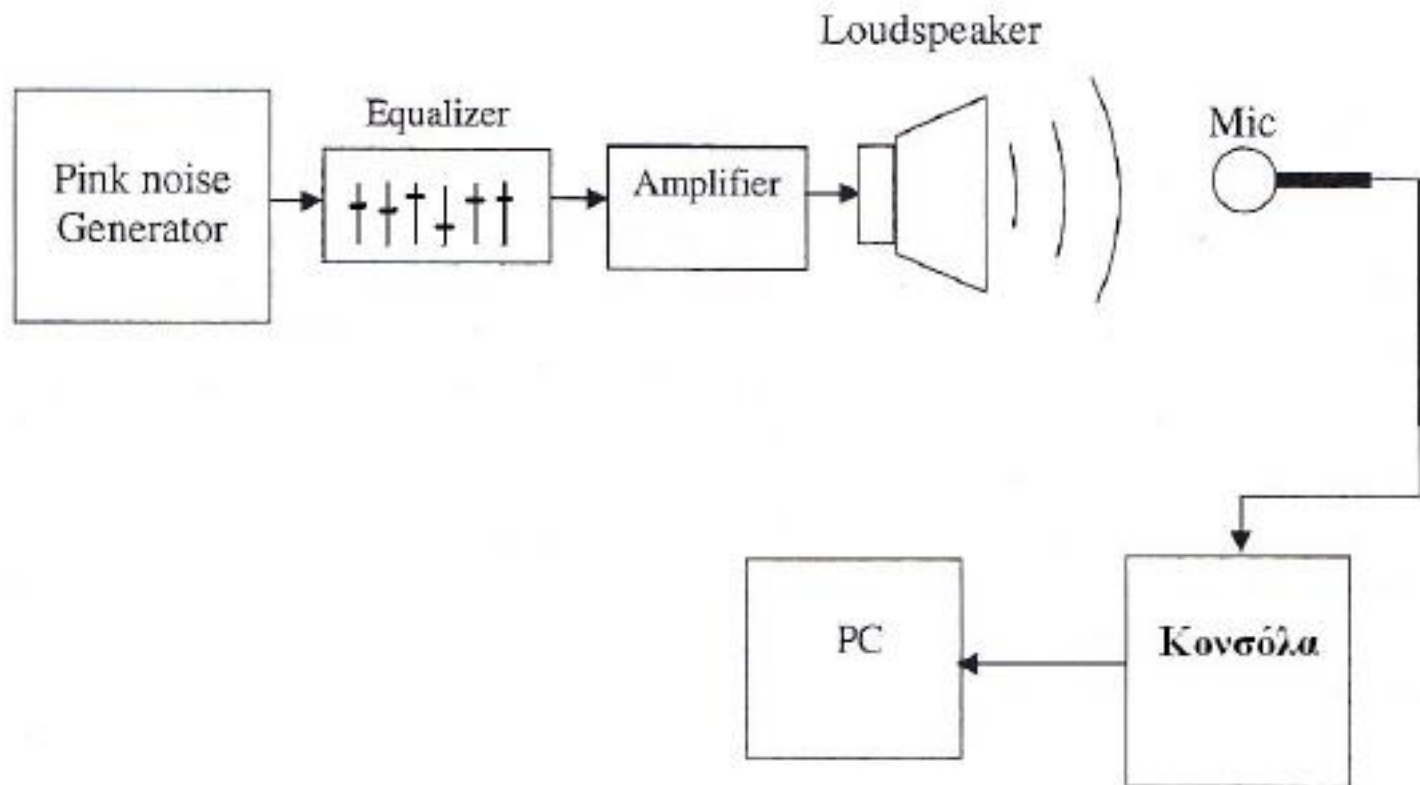 Loudspeaker
Equalizer
Mic
Pink noise
Generator
Amplifier
PC
Κονσόλα